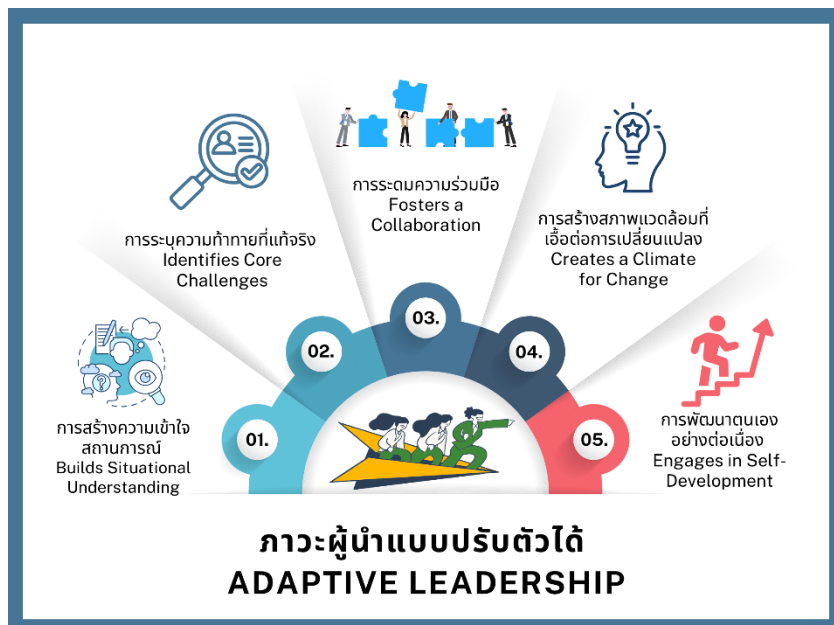 01.
การสร้างความเข้าใจ
สถานการณ์
Builds Situational
Understanding
02.
การระบุความท้าทายที่แท้จริง
Identifies Core
Challenges
03.
การระดมความร่วมมือ
Fosters a
Collaboration
04.
การสร้างสภาพแวดล้อมที่
เอื้อต่อการเปลี่ยนแปลง
Creates a Climate
for Change
05.
การพัฒนาตนเอง
อย่างต่อเนื่อง
Engages in Self-
Development
ภาวะผู้นำแบบปรับตัวได้
ADAPTIVE LEADERSHIP